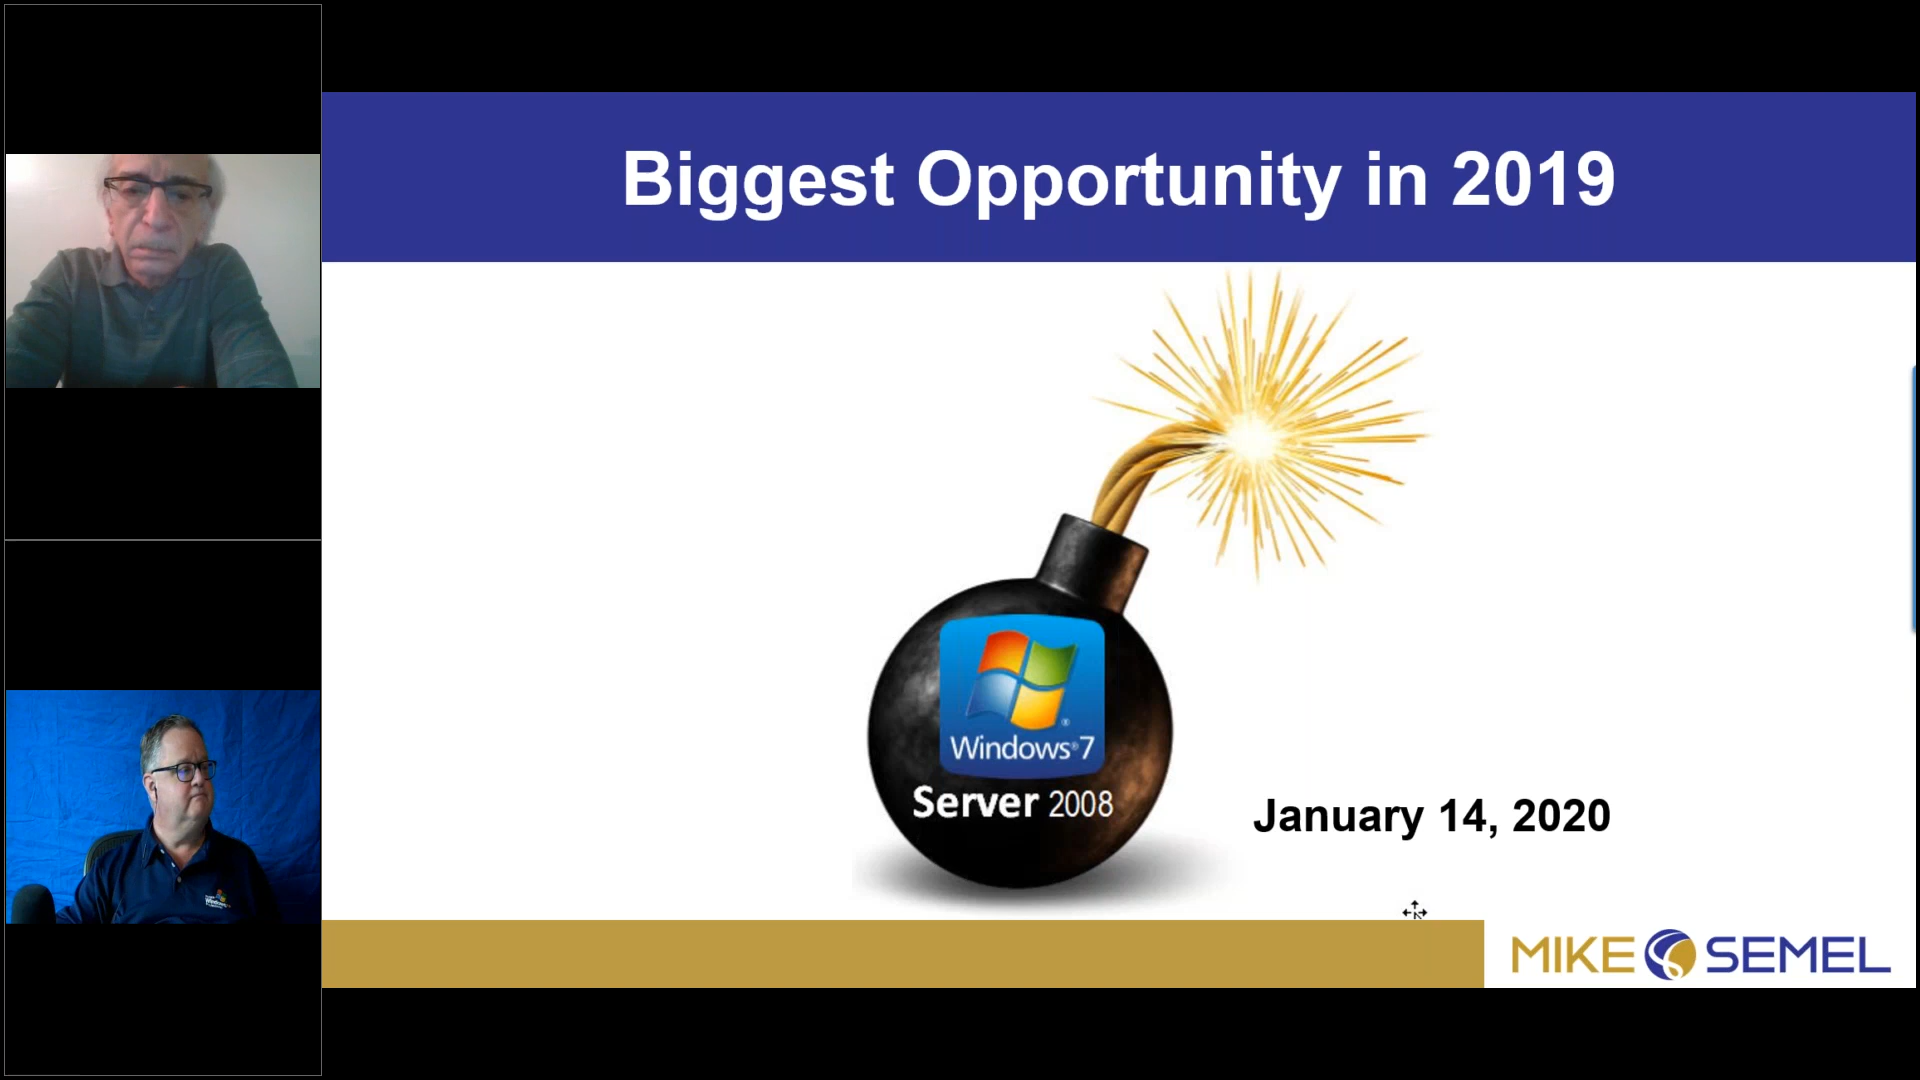 Biggest Opportunity in 2019
Windows®7
Server 2008
January 14, 2020
MIKE SEMEL